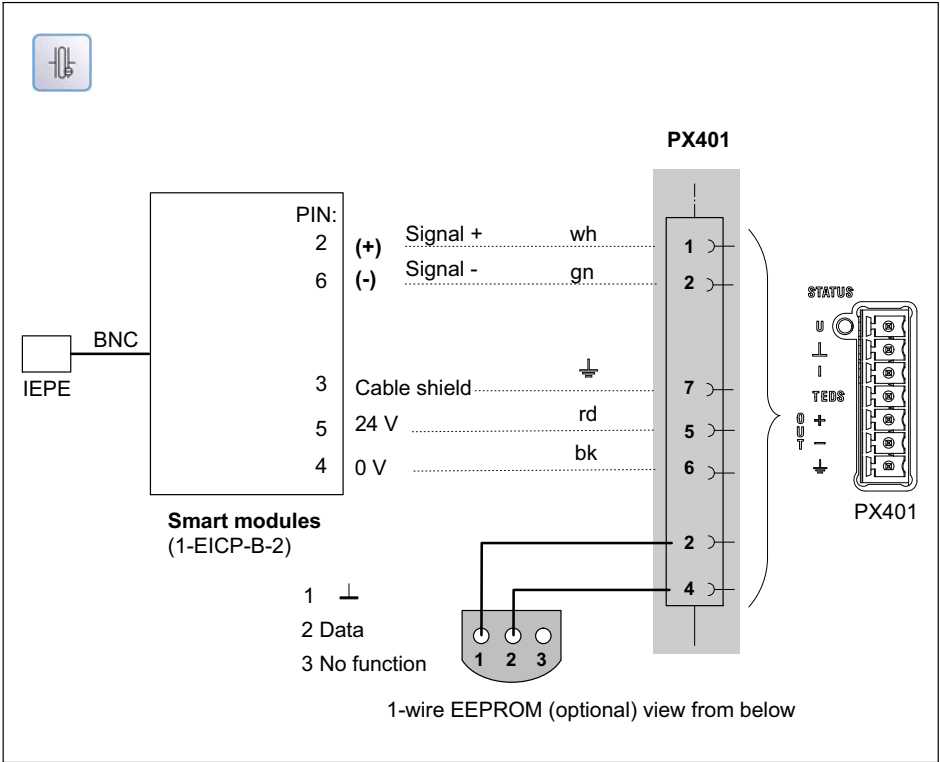 PX401
PIN:
2 (+) Signal + wh 1
6 (-) Signal - gn 2
STATUS
U
I
TEDS
OUT
+
−
BNC
IEPE
3 Cable shield 7
5 24 V rd 5
4 0 V bk 6
PX401
Smart modules
(1-EICP-B-2)
2
4
1
2 Data
3 No function
1 2 3
1-wire EEPROM (optional) view from below